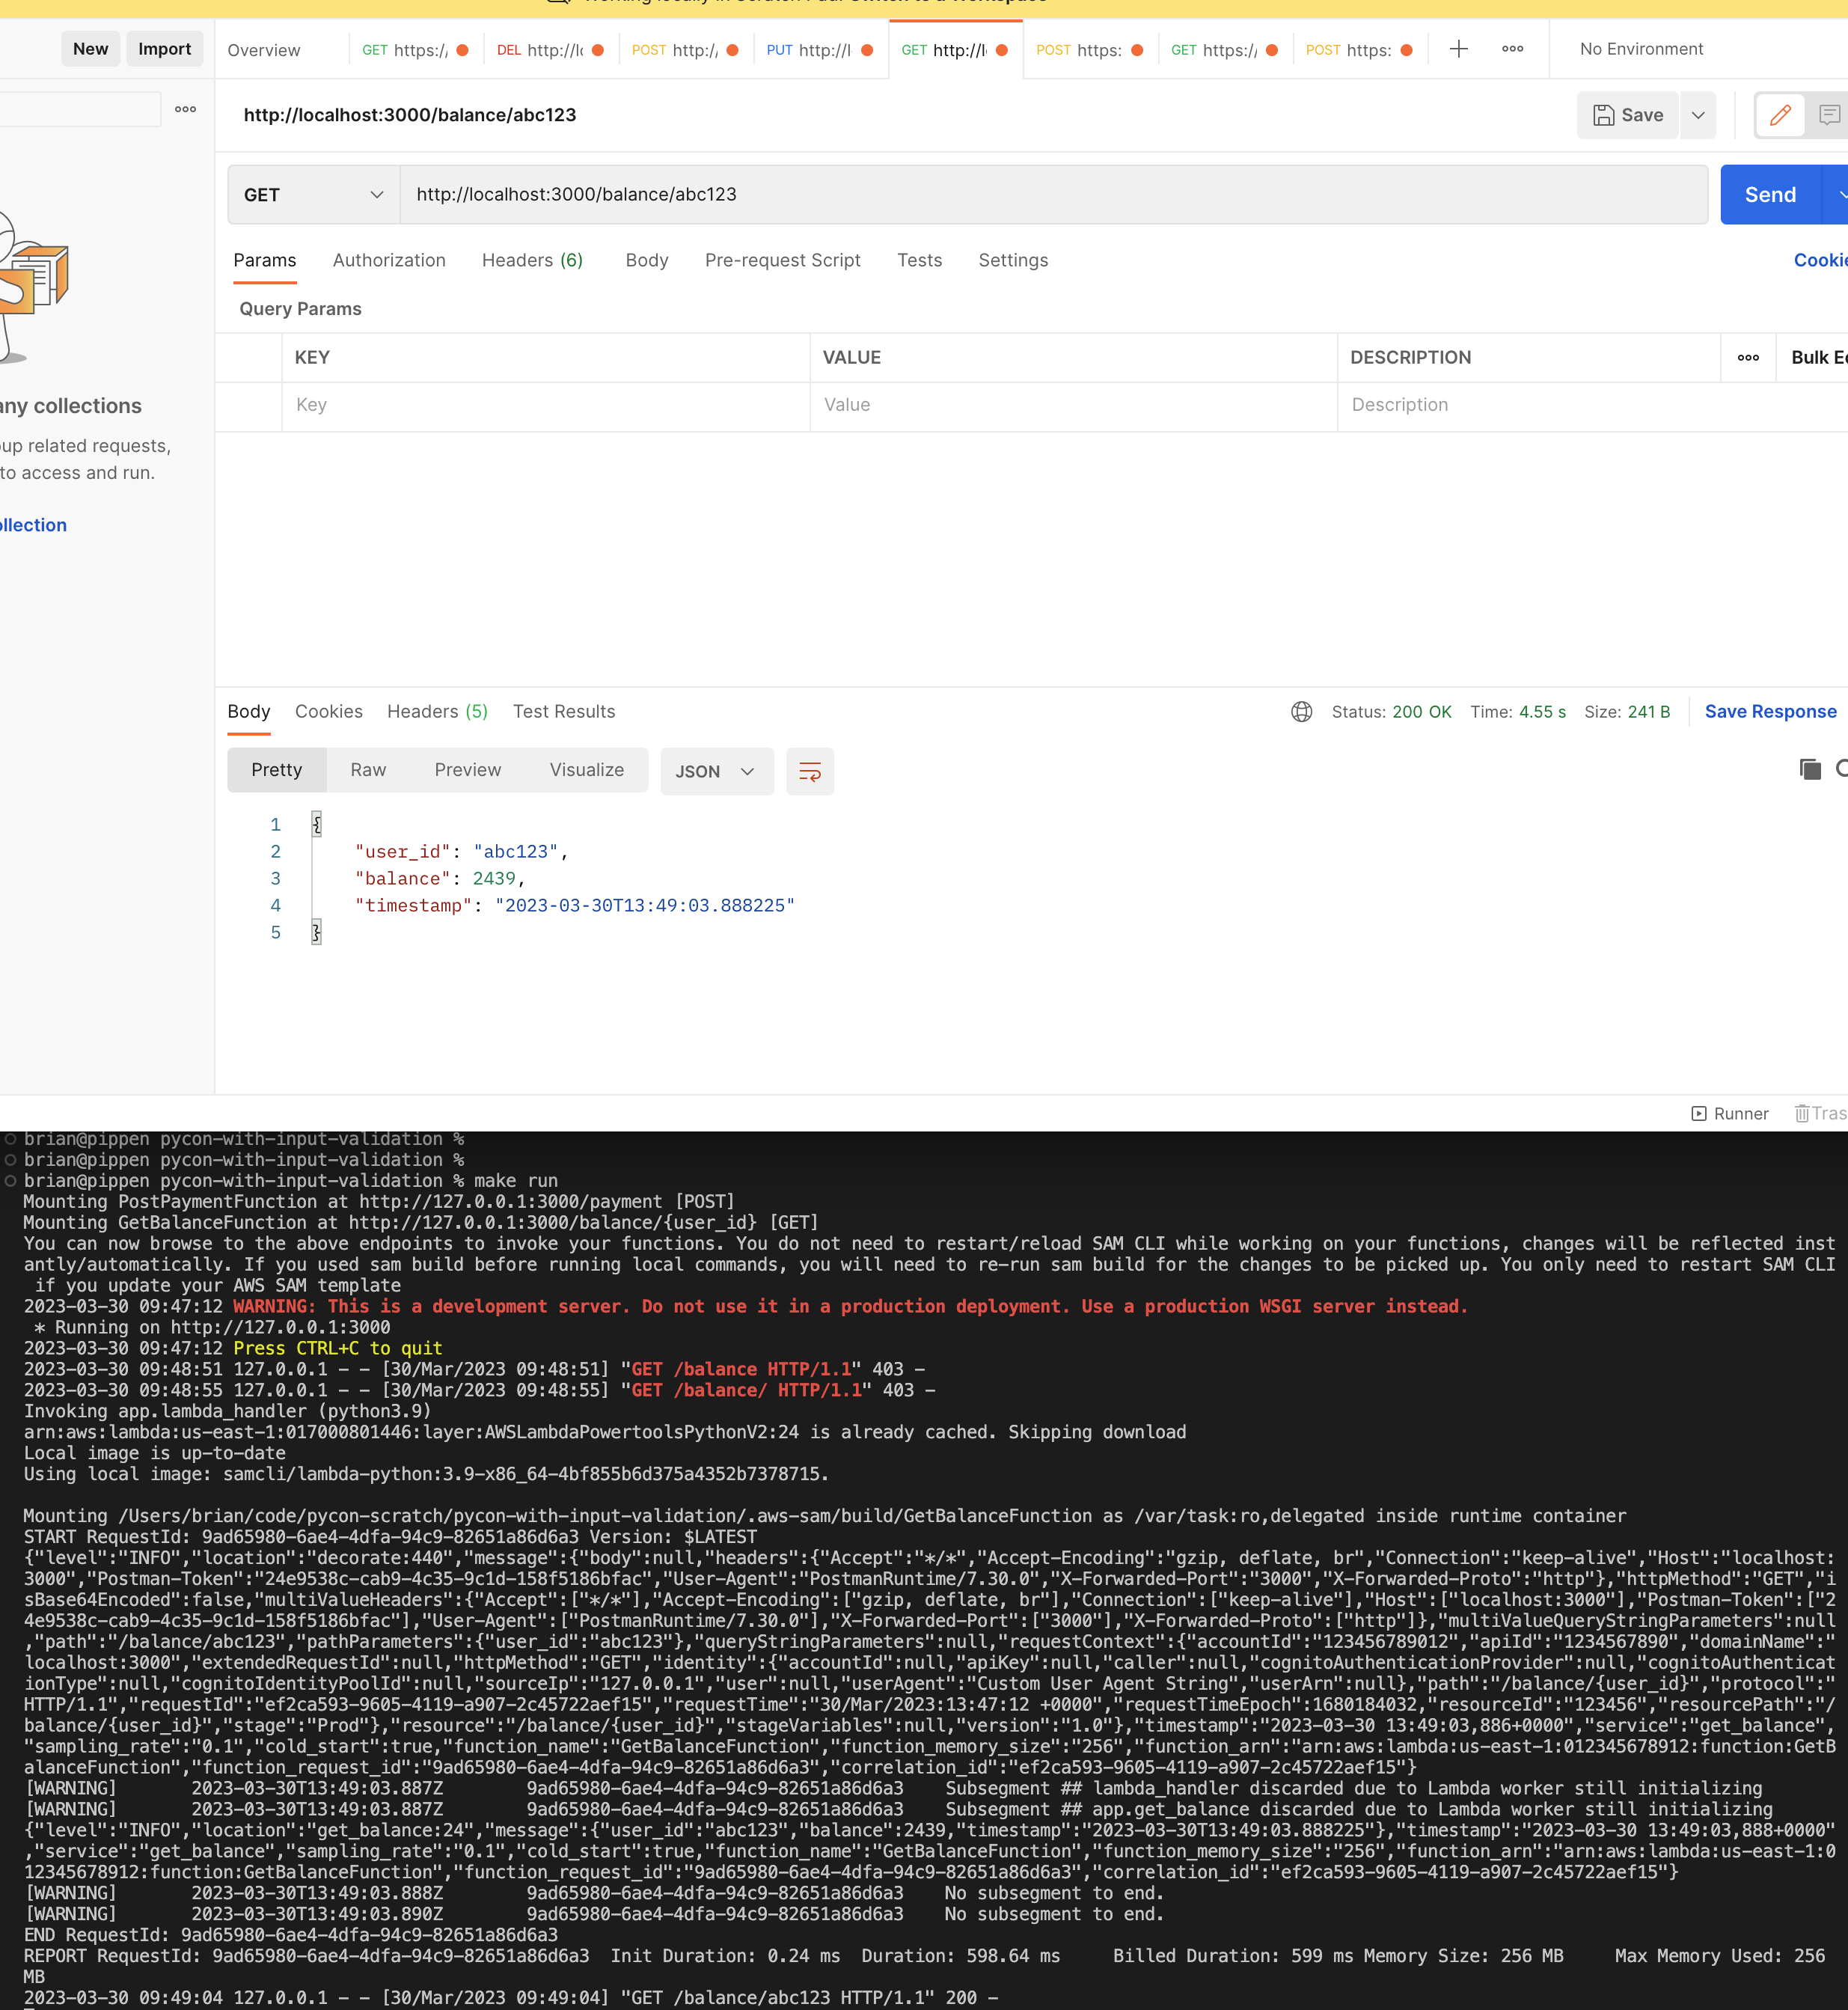 New Import Overview GET https:/, DEL http://lo POST http:/, PUT http://l GET http://l POST https: GET https:/, POST https: No Environment
http://localhost:3000/balance/abc123 Save
GET http://localhost:3000/balance/abc123 Send
Params Authorization Headers (6) Body Pre-request Script Tests Settings Cookie
Query Params
KEY VALUE DESCRIPTION Bulk Ed
Key Value Description
any collections
up related requests,
to access and run.
ollection
Body Cookies Headers (5) Test Results Status: 200 OK Time: 4.55 s Size: 241 B Save Response
Pretty Raw Preview Visualize JSON
1 {
2 "user_id": "abc123",
3 "balance": 2439,
4 "timestamp": "2023-03-30T13:49:03.888225"
5 }
Runner Tras
brian@pippen pycon-with-input-validation %
brian@pippen pycon-with-input-validation %
brian@pippen pycon-with-input-validation % make run
Mounting PostPaymentFunction at http://127.0.0.1:3000/payment [POST]
Mounting GetBalanceFunction at http://127.0.0.1:3000/balance/{user_id} [GET]
You can now browse to the above endpoints to invoke your functions. You do not need to restart/reload SAM CLI while working on your functions, changes will be reflected inst
antly/automatically. If you used sam build before running local commands, you will need to re-run sam build for the changes to be picked up. You only need to restart SAM CLI
if you update your AWS SAM template
2023-03-30 09:47:12 WARNING: This is a development server. Do not use it in a production deployment. Use a production WSGI server instead.
* Running on http://127.0.0.1:3000
2023-03-30 09:47:12 Press CTRL+C to quit
2023-03-30 09:48:51 127.0.0.1 - - [30/Mar/2023 09:48:51] "GET /balance HTTP/1.1" 403 -
2023-03-30 09:48:55 127.0.0.1 - - [30/Mar/2023 09:48:55] "GET /balance/ HTTP/1.1" 403 -
Invoking app.lambda_handler (python3.9)
arn:aws:lambda:us-east-1:017000801446:layer:AWSLambdaPowertoolsPythonV2:24 is already cached. Skipping download
Local image is up-to-date
Using local image: samcli/lambda-python:3.9-x86_64-4bf855b6d375a4352b7378715.
Mounting /Users/brian/code/pycon-scratch/pycon-with-input-validation/.aws-sam/build/GetBalanceFunction as /var/task:ro,delegated inside runtime container
START RequestId: 9ad65980-6ae4-4dfa-94c9-82651a86d6a3 Version: $LATEST
{"level":"INFO","location":"decorate:440","message":{"body":null,"headers":{"Accept":"*/*","Accept-Encoding":"gzip, deflate, br","Connection":"keep-alive","Host":"localhost:
3000","Postman-Token":"24e9538c-cab9-4c35-9c1d-158f5186bfac","User-Agent":"PostmanRuntime/7.30.0","X-Forwarded-Port":"3000","X-Forwarded-Proto":"http"},"httpMethod":"GET","i
sBase64Encoded":false,"multiValueHeaders":{"Accept":["*/*"],"Accept-Encoding":["gzip, deflate, br"],"Connection":["keep-alive"],"Host":["localhost:3000"],"Postman-Token":["2
4e9538c-cab9-4c35-9c1d-158f5186bfac"],"User-Agent":["PostmanRuntime/7.30.0"],"X-Forwarded-Port":["3000"],"X-Forwarded-Proto":["http"]},"multiValueQueryStringParameters":null
,"path":"/balance/abc123","pathParameters":{"user_id":"abc123"},"queryStringParameters":null,"requestContext":{"accountId":"123456789012","apiId":"1234567890","domainName":"
localhost:3000","extendedRequestId":null,"httpMethod":"GET","identity":{"accountId":null,"apiKey":null,"caller":null,"cognitoAuthenticationProvider":null,"cognitoAuthenticat
ionType":null,"cognitoIdentityPoolId":null,"sourceIp":"127.0.0.1","user":null,"userAgent":"Custom User Agent String","userArn":null},"path":"/balance/{user_id}","protocol":"
HTTP/1.1","requestId":"ef2ca593-9605-4119-a907-2c45722aef15","requestTime":"30/Mar/2023:13:47:12 +0000","requestTimeEpoch":1680184032,"resourceId":"123456","resourcePath":"/
balance/{user_id}","stage":"Prod"},"resource":"/balance/{user_id}","stageVariables":null,"version":"1.0"},"timestamp":"2023-03-30 13:49:03,886+0000","service":"get_balance",
"sampling_rate":"0.1","cold_start":true,"function_name":"GetBalanceFunction","function_memory_size":"256","function_arn":"arn:aws:lambda:us-east-1:012345678912:function:GetB
alanceFunction","function_request_id":"9ad65980-6ae4-4dfa-94c9-82651a86d6a3","correlation_id":"ef2ca593-9605-4119-a907-2c45722aef15"}
[WARNING] 2023-03-30T13:49:03.887Z 9ad65980-6ae4-4dfa-94c9-82651a86d6a3 Subsegment ## lambda_handler discarded due to Lambda worker still initializing
[WARNING] 2023-03-30T13:49:03.887Z 9ad65980-6ae4-4dfa-94c9-82651a86d6a3 Subsegment ## app.get_balance discarded due to Lambda worker still initializing
{"level":"INFO","location":"get_balance:24","message":{"user_id":"abc123","balance":2439,"timestamp":"2023-03-30T13:49:03.888225"},"timestamp":"2023-03-30 13:49:03,888+0000"
,"service":"get_balance","sampling_rate":"0.1","cold_start":true,"function_name":"GetBalanceFunction","function_memory_size":"256","function_arn":"arn:aws:lambda:us-east-1:0
12345678912:function:GetBalanceFunction","function_request_id":"9ad65980-6ae4-4dfa-94c9-82651a86d6a3","correlation_id":"ef2ca593-9605-4119-a907-2c45722aef15"}
[WARNING] 2023-03-30T13:49:03.888Z 9ad65980-6ae4-4dfa-94c9-82651a86d6a3 No subsegment to end.
[WARNING] 2023-03-30T13:49:03.890Z 9ad65980-6ae4-4dfa-94c9-82651a86d6a3 No subsegment to end.
END RequestId: 9ad65980-6ae4-4dfa-94c9-82651a86d6a3
REPORT RequestId: 9ad65980-6ae4-4dfa-94c9-82651a86d6a3 Init Duration: 0.24 ms Duration: 598.64 ms Billed Duration: 599 ms Memory Size: 256 MB Max Memory Used: 256
MB
2023-03-30 09:49:04 127.0.0.1 - - [30/Mar/2023 09:49:04] "GET /balance/abc123 HTTP/1.1" 200 -